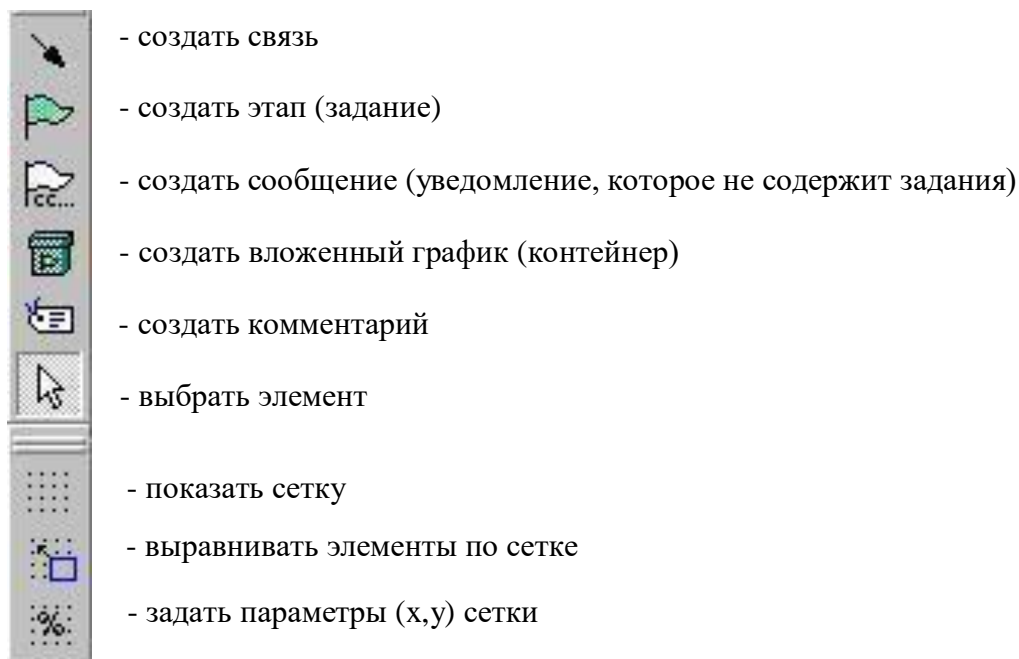 - создать связь
- создать этап (задание)
cc...
- создать сообщение (уведомление, которое не содержит задания)
P
- создать вложенный график (контейнер)
- создать комментарий
- выбрать элемент
- показать сетку
- выравнивать элементы по сетке
%
- задать параметры (x,y) сетки